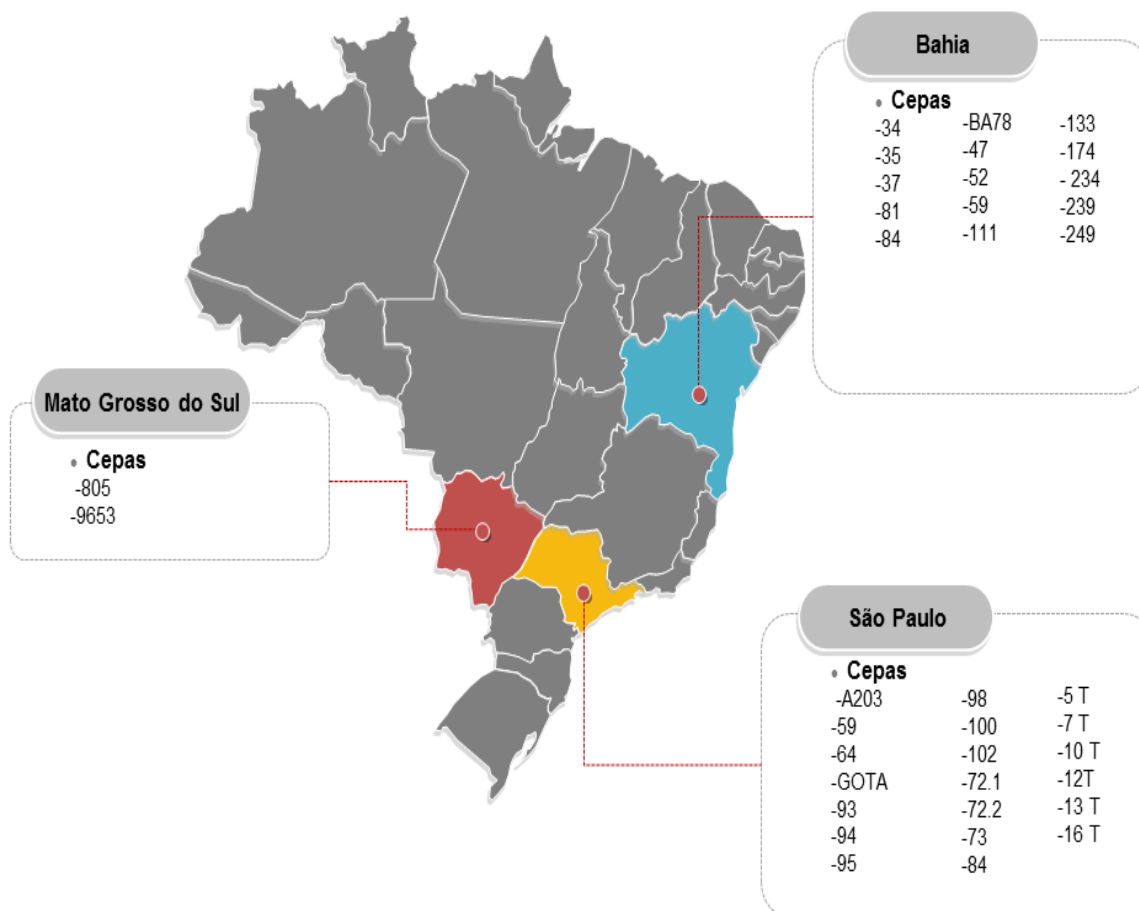 Bahia
• Cepas
-34
-35
-37
-81
-84
-BA78
-47
-52
-59
-111
-133
-174
- 234
-239
-249
Mato Grosso do Sul
• Cepas
-805
-9653
São Paulo
• Cepas
-A203
-59
-64
-GOTA
-93
-94
-95
-98
-100
-102
-72.1
-72.2
-73
-84
-5 T
-7 T
-10 T
-12T
-13 T
-16 T